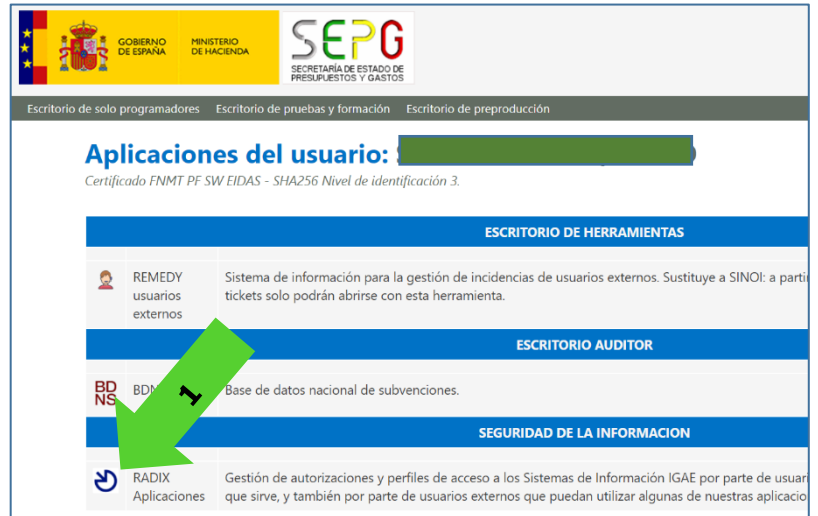 GOBIERNO
DE ESPAÑA
MINISTERIO
DE HACIENDA
SEPG
SECRETARÍA DE ESTADO DE
PRESUPUESTOS Y GASTOS
Escritorio de solo programadores Escritorio de pruebas y formación Escritorio de preproducción
Aplicaciones del usuario:
Certificado FNMT PF SW EIDAS - SHA256 Nivel de identificación 3.
ESCRITORIO DE HERRAMIENTAS
REMEDY
usuarios
externos
Sistema de información para la gestión de incidencias de usuarios externos. Sustituye a SINOI: a
tickets solo podrán abrirse con esta herramienta.
ESCRITORIO AUDITOR
BD
NS
Base de datos nacional de subvenciones.
1
SEGURIDAD DE LA INFORMACION
RADIX
Aplicaciones
Gestión de autorizaciones y perfiles de acceso a los Sistemas de Información IGAE por parte de
que sirve, y también por parte de usuarios externos que puedan utilizar algunas de nuestras